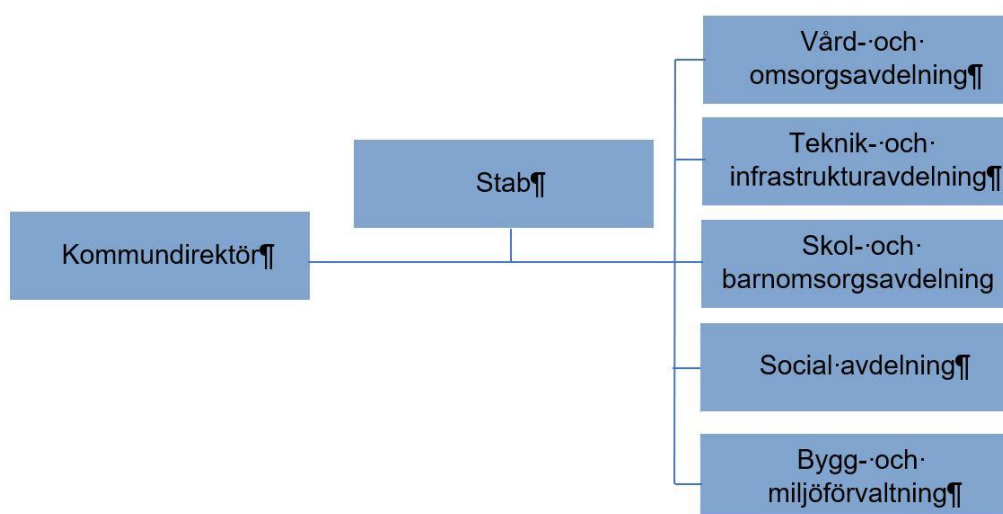 Kommundirektör¶
Stab¶
Vård-·och·
omsorgsavdelning¶
Teknik-·och·
infrastrukturavdelning¶
Skol-·och·
barnomsorgsavdelning
Social·avdelning¶
Bygg-·och·
miljöförvaltning¶